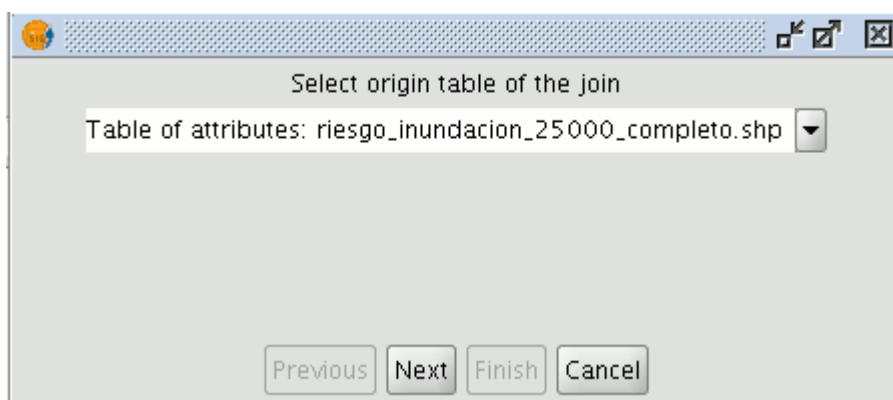 Select origin table of the join
Table of attributes: riesgo_inundacion_25000_completo.shp
Previous Next Finish Cancel